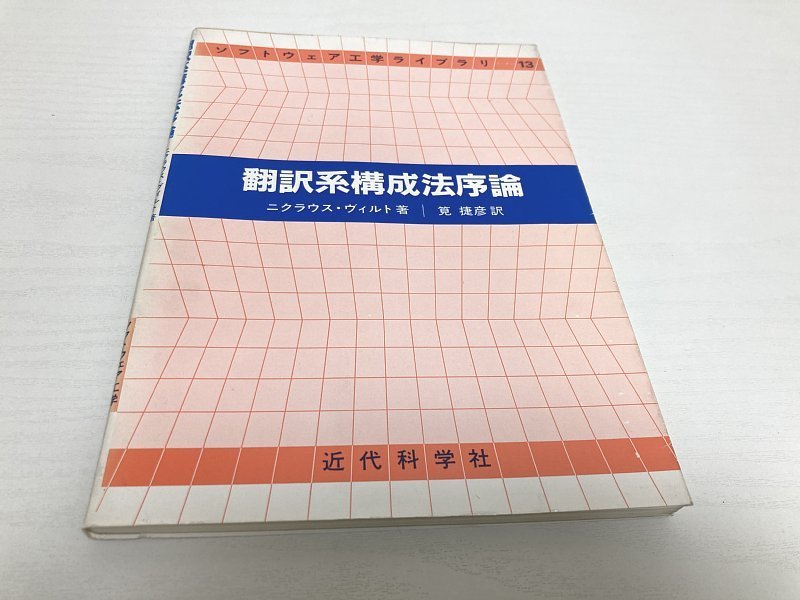 ソフトウェア工学ライブラリ 13
翻訳系構成法序論
ニクラウス・ヴィルト著 | 筧 捷彦訳
近代科学社